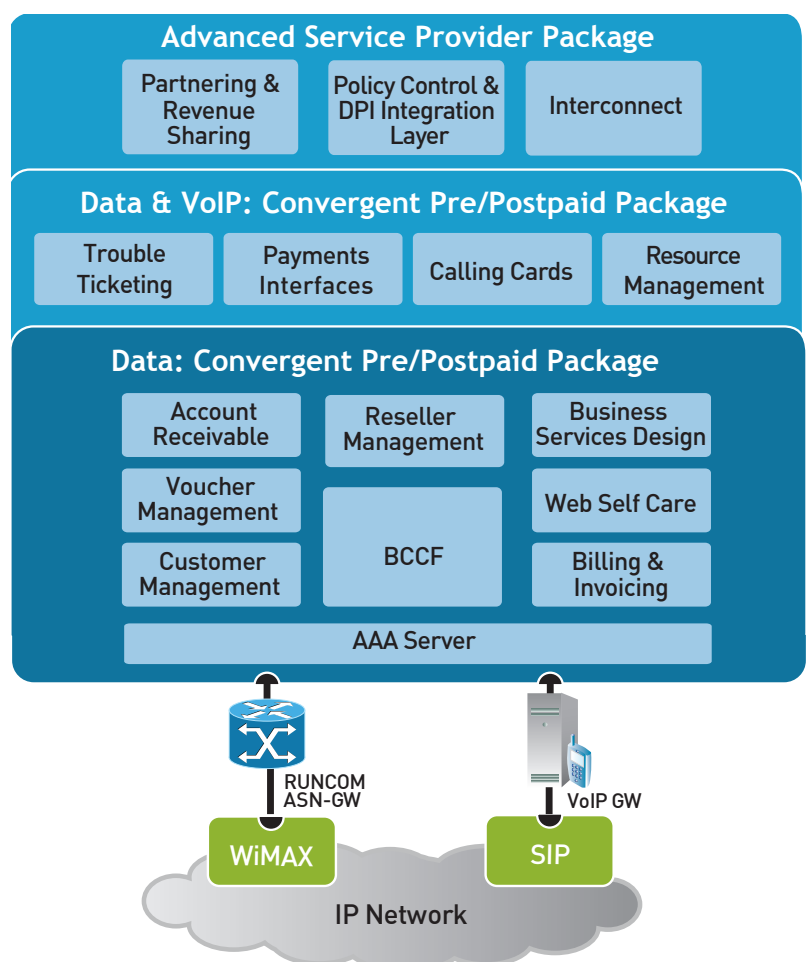 Advanced Service Provider Package
Partnering &
Revenue
Sharing
Policy Control &
DPI Integration
Layer
Interconnect
Data & VoIP: Convergent Pre/Postpaid Package
Trouble
Ticketing
Payments
Interfaces
Calling Cards
Resource
Management
Data: Convergent Pre/Postpaid Package
Account
Receivable
Reseller
Management
Business
Services Design
Voucher
Management
Web Self Care
Customer
Management
BCCF
Billing &
Invoicing
AAA Server
RUNCOM
ASN-GW
VoIP GW
WiMAX
SIP
IP Network